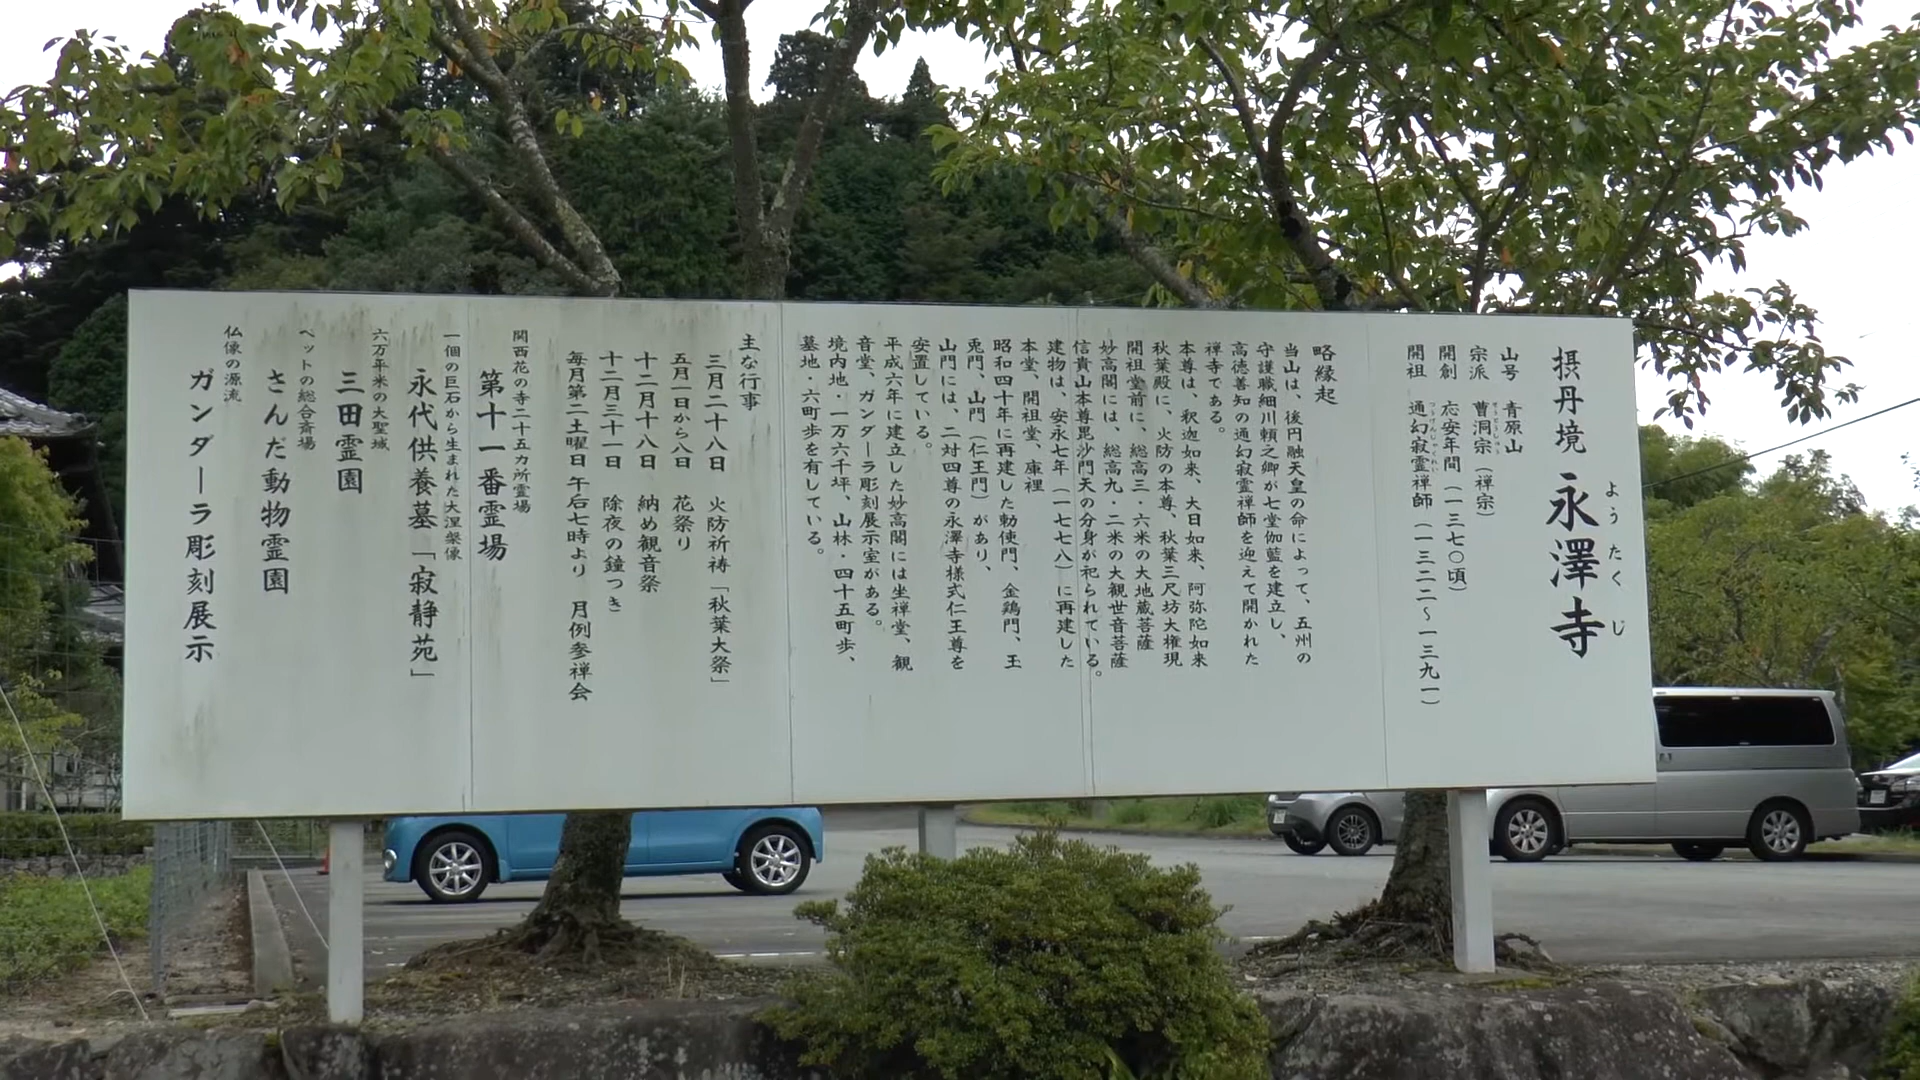 摂丹境 永澤寺
ようたくじ
山号 青原山
宗派 曹洞宗（禅宗）
開創 応安年間（一三七〇頃）
開祖 通幻寂霊禅師（一三二二〜一三九一）
略縁起
当山は、後円融天皇の命によって、五州の
守護職細川頼之卿が七堂伽藍を建立し、
高徳善知の通幻寂霊禅師を迎えて開かれた
禅寺である。
本尊は、釈迦如来、大日如来、阿弥陀如来
秋葉殿に、火防の本尊、秋葉三尺坊大権現
開祖堂前に、総高三・六米の大地蔵菩薩
妙高閣には、総高九・二米の大観世音菩薩
信貴山本尊毘沙門天の分身が祀られている。
建物は、安永七年（一七七八）に再建した
本堂、開祖堂、庫裡
昭和四十年に再建した勅使門、金鶏門、玉
兎門、山門（仁王門）があり、
山門には、二対四尊の永澤寺様式仁王尊を
安置している。
平成六年に建立した妙高閣には坐禅堂、観
音堂、ガンダーラ彫刻展示室がある。
境内地・一万六千坪、山林・四十五町歩、
墓地・六町歩を有している。
主な行事
三月二十八日 火防祈祷「秋葉大祭」
五月一日から八日 花祭り
十二月十八日 納め観音祭
十二月三十一日 除夜の鐘つき
毎月第二土曜日 午后七時より 月例参禅会
関西花の寺二十五カ所霊場
第十一番霊場
一個の巨石から生まれた大涅槃像
永代供養墓「寂静苑」
六万年米の大聖域
三田霊園
ペットの総合斎場
さんだ動物霊園
仏像の源流
ガンダーラ彫刻展示